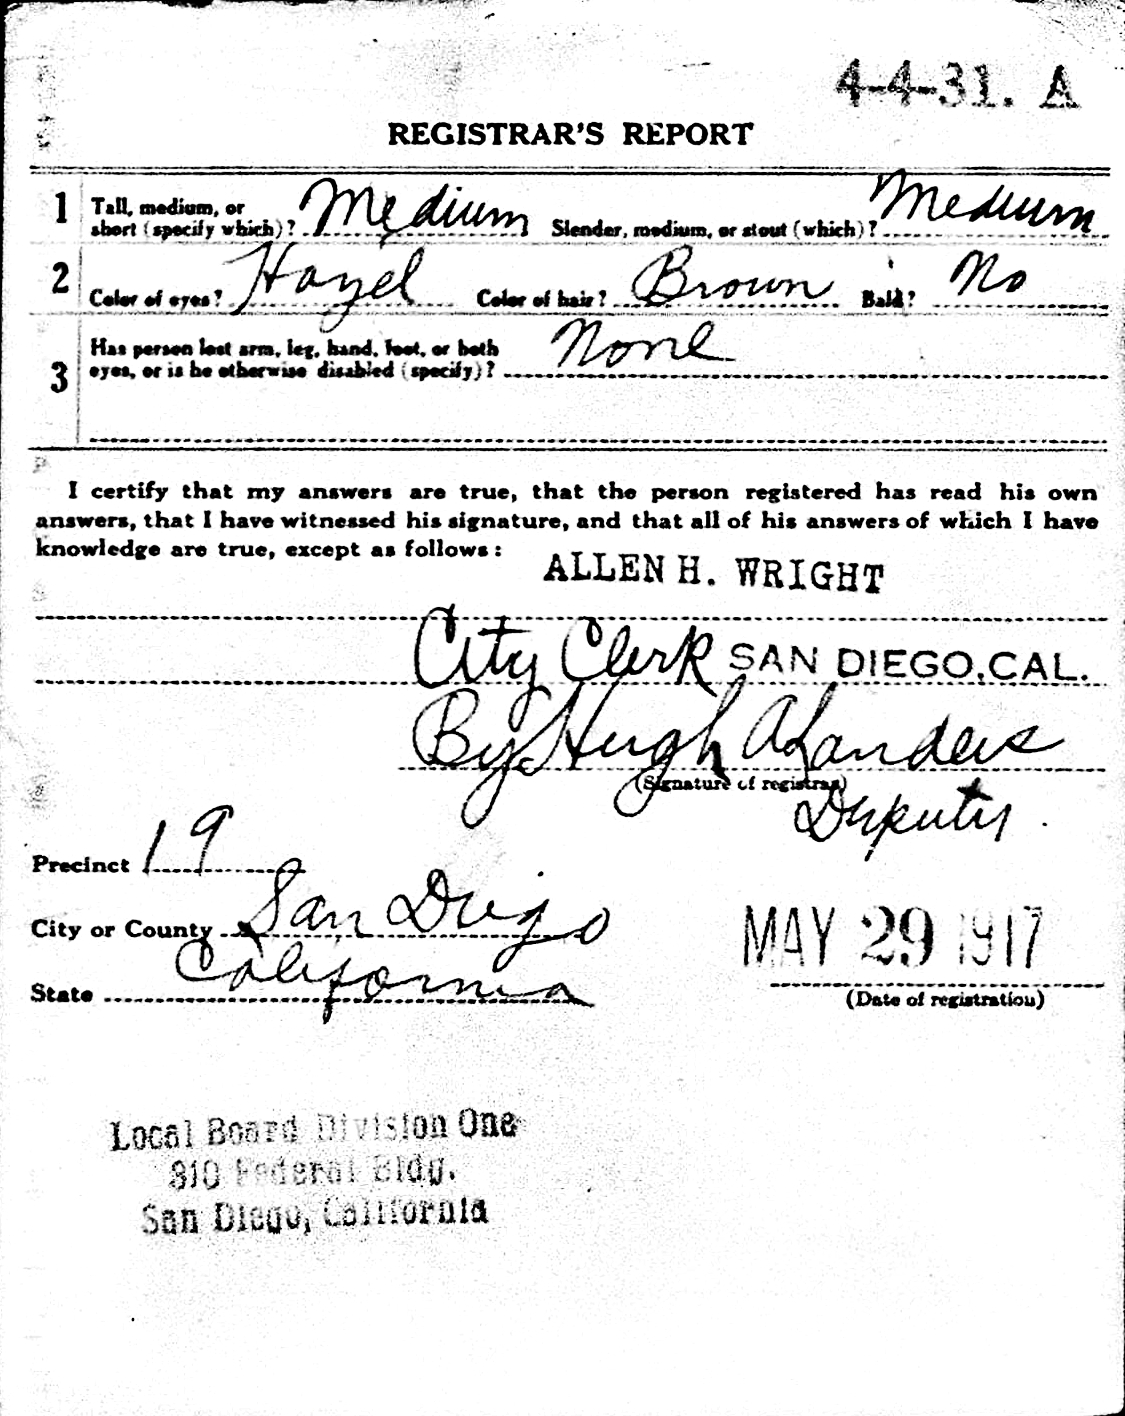 4-4-31. A
REGISTRAR'S REPORT
1 Tall, medium, or short (specify which)? Medium Slender, medium, or stout (which)? Medium
2 Color of eyes? Hazel Color of hair? Brown Bald? No
3 Has person lost arm, leg, hand, foot, or both
eyes, or is he otherwise disabled (specify)? None
I certify that my answers are true, that the person registered has read his own
answers, that I have witnessed his signature, and that all of his answers of which I have
knowledge are true, except as follows:
ALLEN H. WRIGHT
City Clerk SAN DIEGO, CAL.
By Hugh A Landers
(Signature of registrar)
Deputy.
Precinct 19
City or County San Diego
MAY 29 1917
State California
(Date of registration)
Local Board Division One
310 Federal Bldg.
San Diego, California